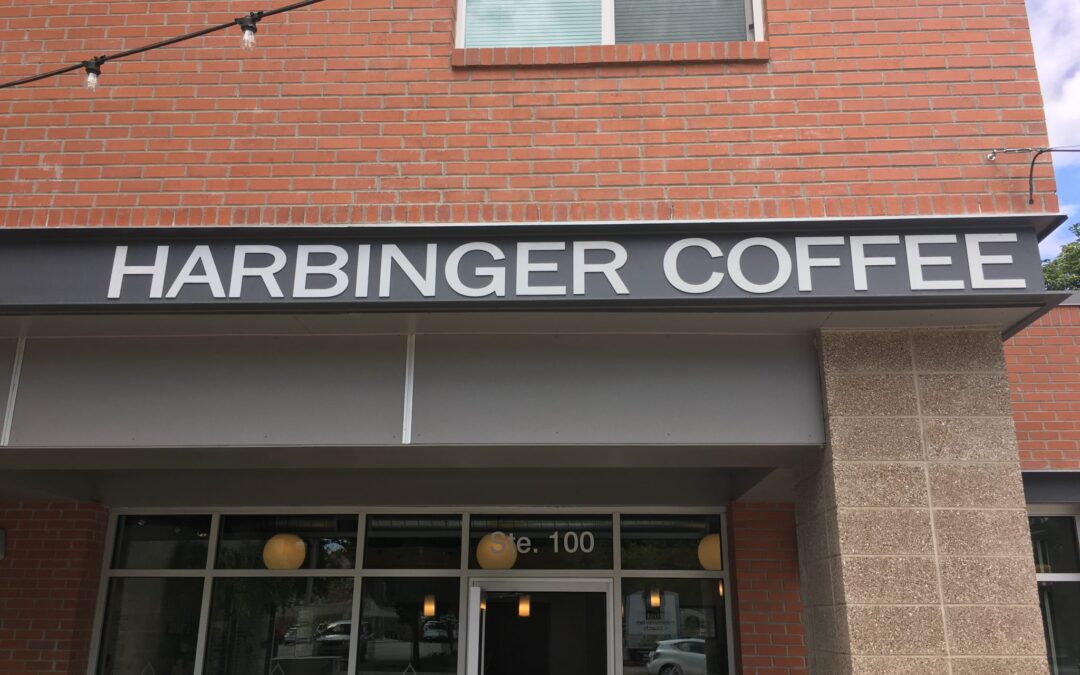 HARBINGER COFFEE
Ste. 100